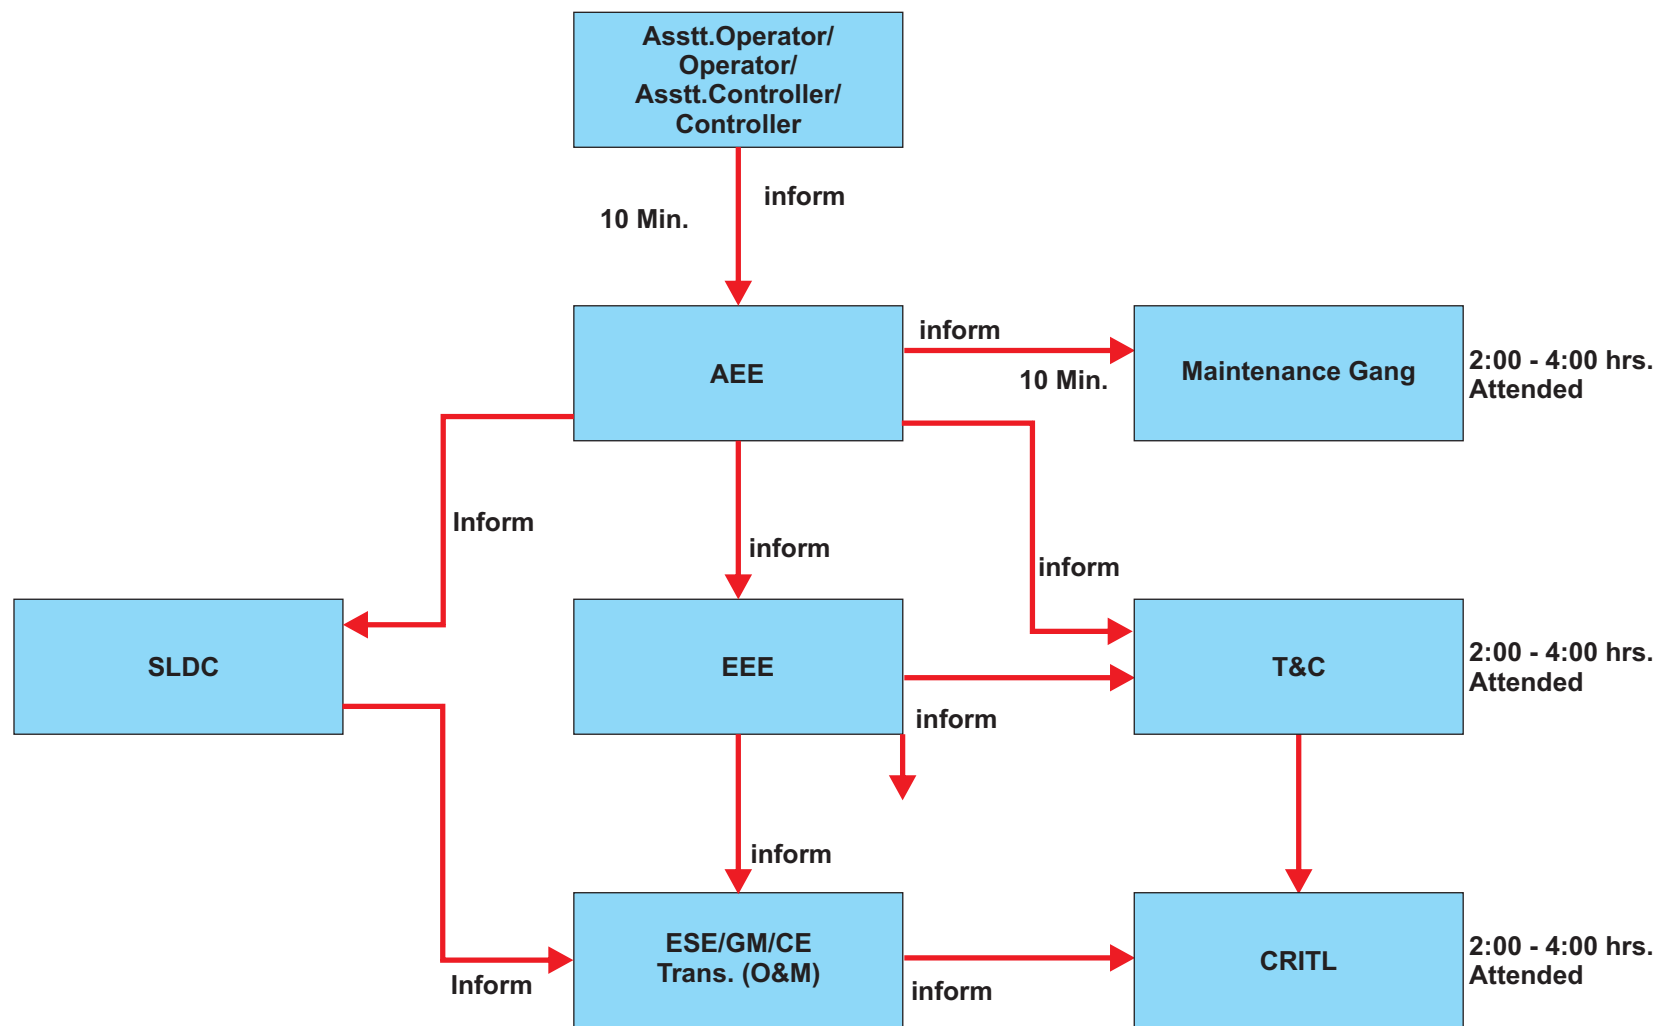 Asstt.Operator/
Operator/
Asstt.Controller/
Controller
inform
10 Min.
AEE
inform
10 Min.
Maintenance Gang
2:00 - 4:00 hrs.
Attended
Inform
inform
inform
SLDC
EEE
inform
T&C
2:00 - 4:00 hrs.
Attended
inform
Inform
ESE/GM/CE
Trans. (O&M)
inform
CRITL
2:00 - 4:00 hrs.
Attended